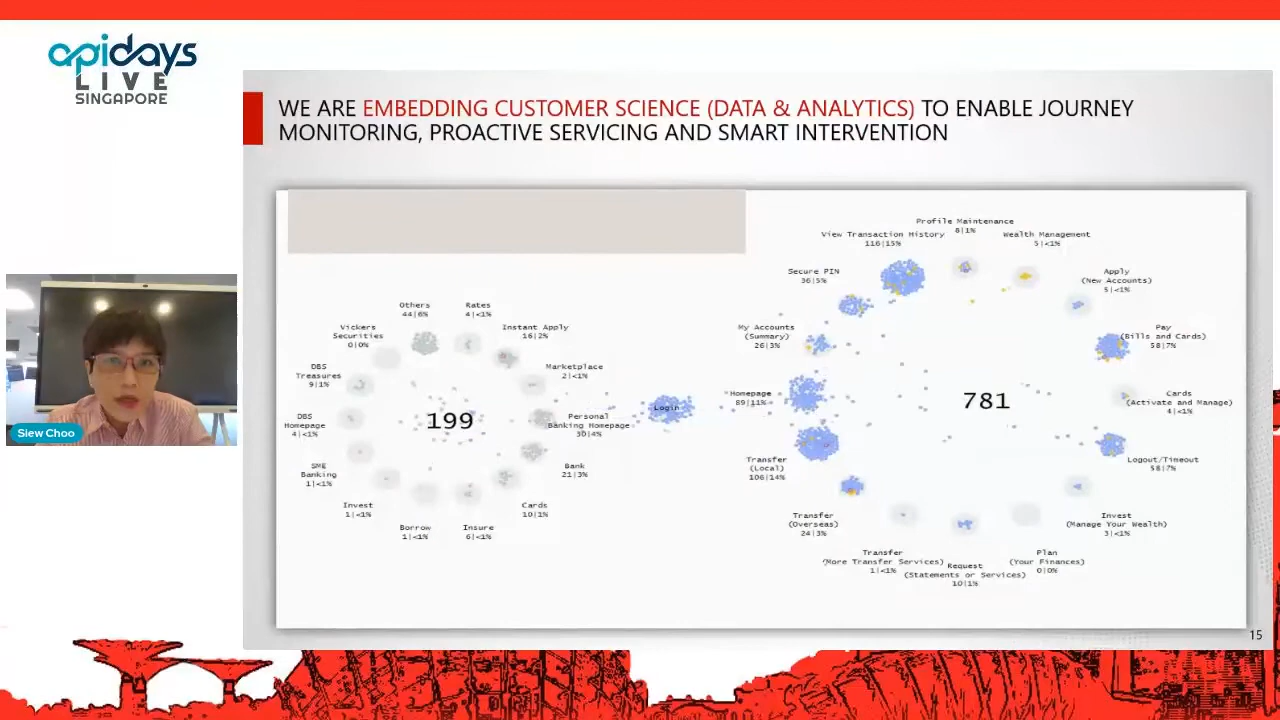 apidays
LIVE
SINGAPORE
WE ARE EMBEDDING CUSTOMER SCIENCE (DATA & ANALYTICS) TO ENABLE JOURNEY
MONITORING, PROACTIVE SERVICING AND SMART INTERVENTION
Others
44|6%
Rates
4|<1%
Vickers
Securities
0|0%
Instant Apply
16|2%
DBS
Treasures
9|1%
Marketplace
2|<1%
DBS
Homepage
4|<1%
199
Personal
Banking Homepage
30|4%
SME
Banking
1|<1%
Bank
21|3%
Invest
1|<1%
Cards
10|1%
Borrow
1|<1%
Insure
6|<1%
Login
Profile Maintenance
8|1%
View Transaction History
116|15%
Wealth Management
5|<1%
Secure PIN
36|5%
Apply
(New Accounts)
5|<1%
My Accounts
(Summary)
26|3%
Pay
(Bills and Cards)
58|7%
Homepage
89|11%
781
Cards
(Activate and Manage)
4|<1%
Transfer
(Local)
106|14%
Logout/Timeout
58|7%
Transfer
(Overseas)
24|3%
Invest
(Manage Your Wealth)
3|<1%
Transfer
(More Transfer Services)
1|<1%
Request
(Statements or Services)
10|1%
Plan
(Your Finances)
0|0%
Siew Choo
15